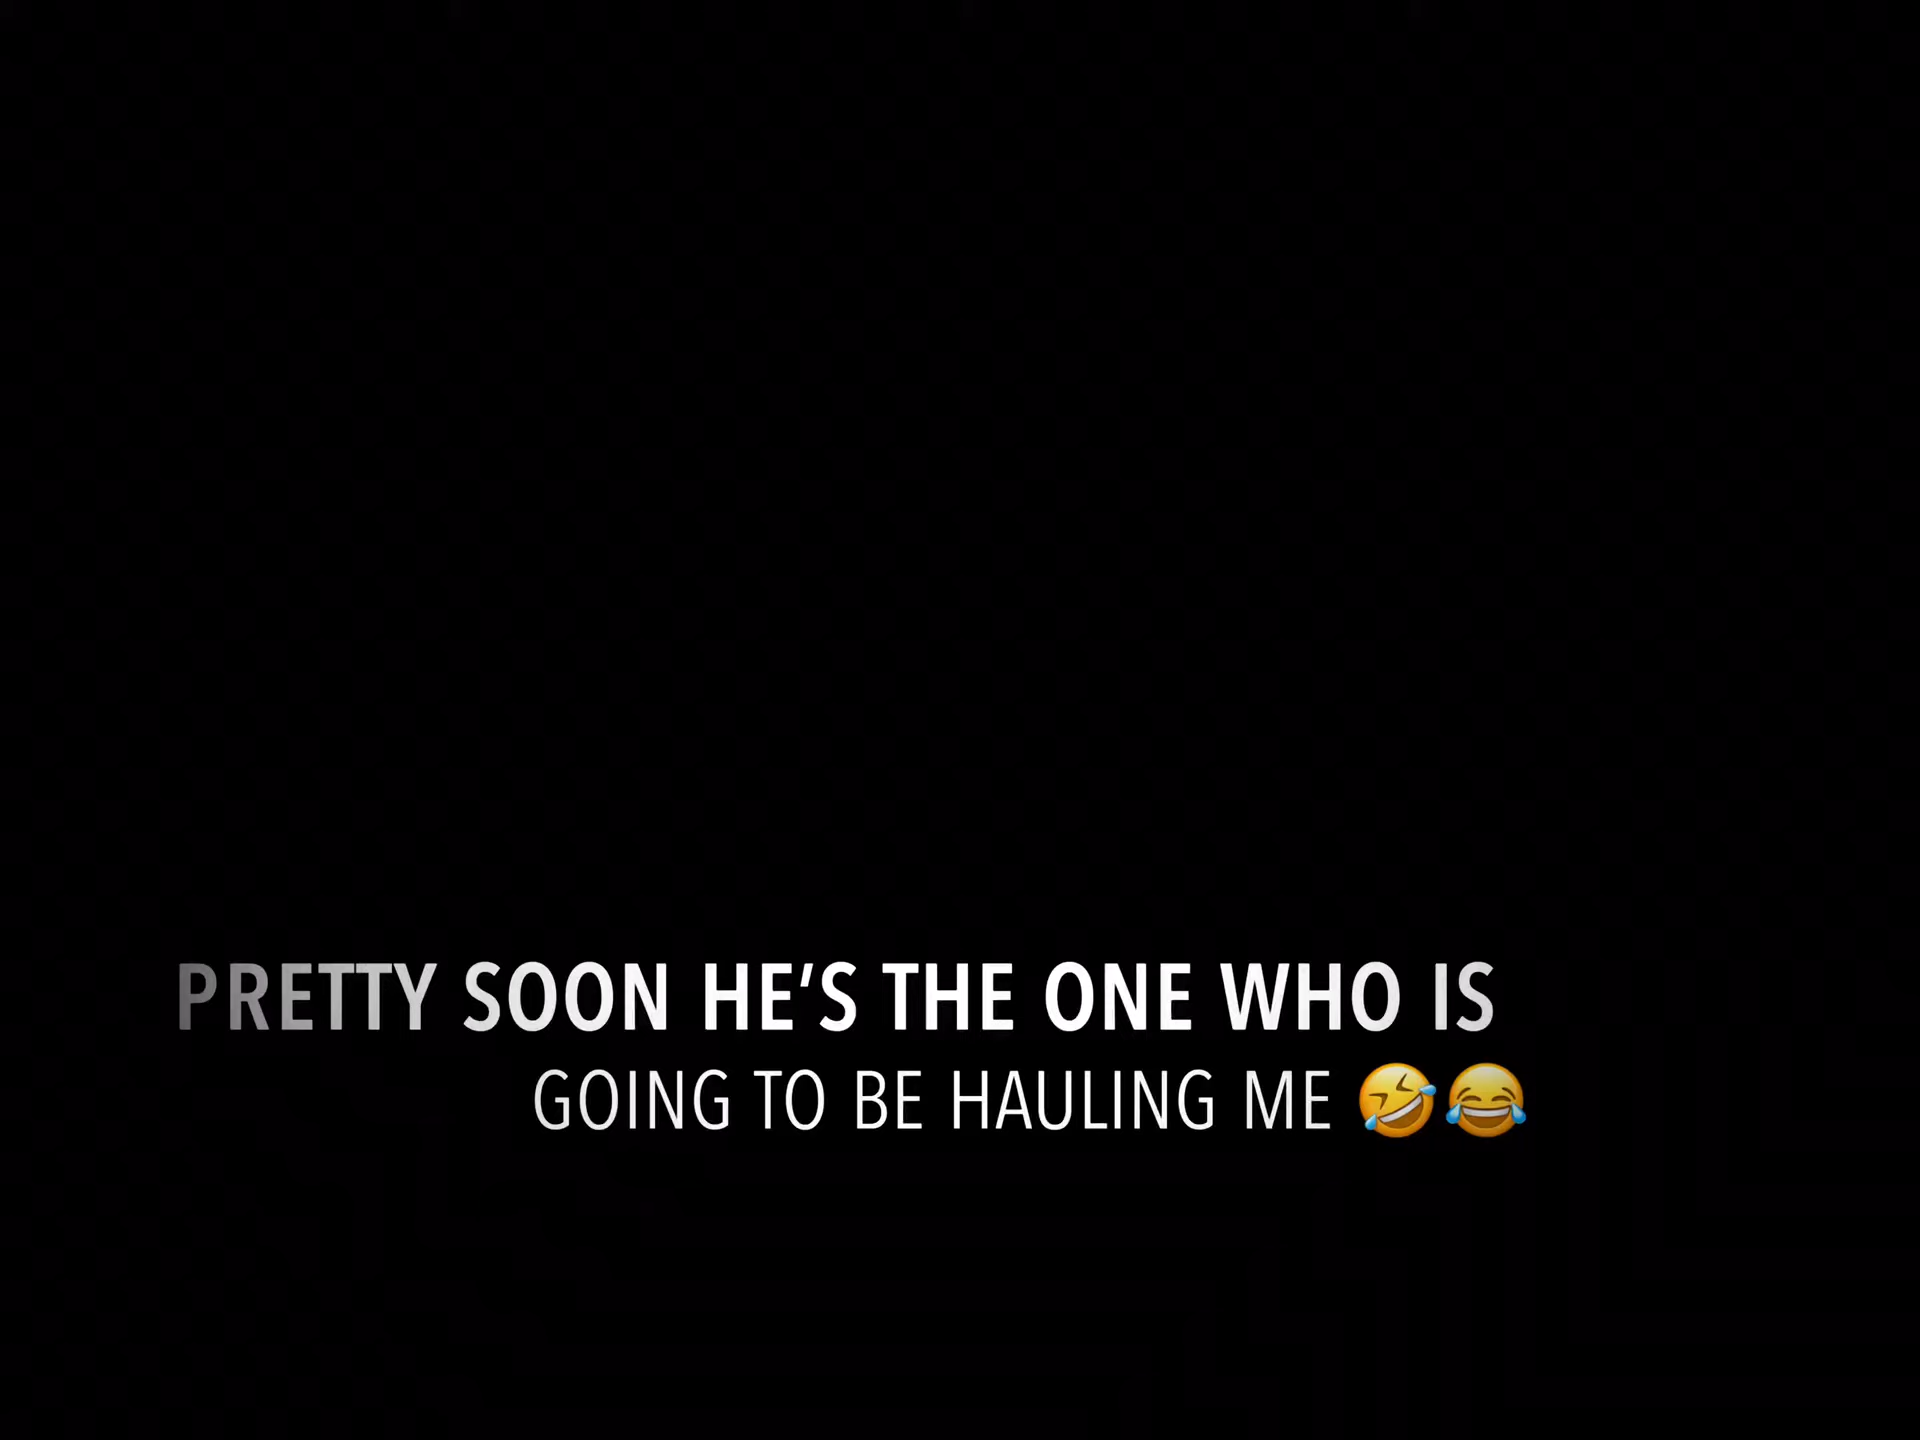 PRETTY SOON HE’S THE ONE WHO IS
GOING TO BE HAULING ME 🤣😂